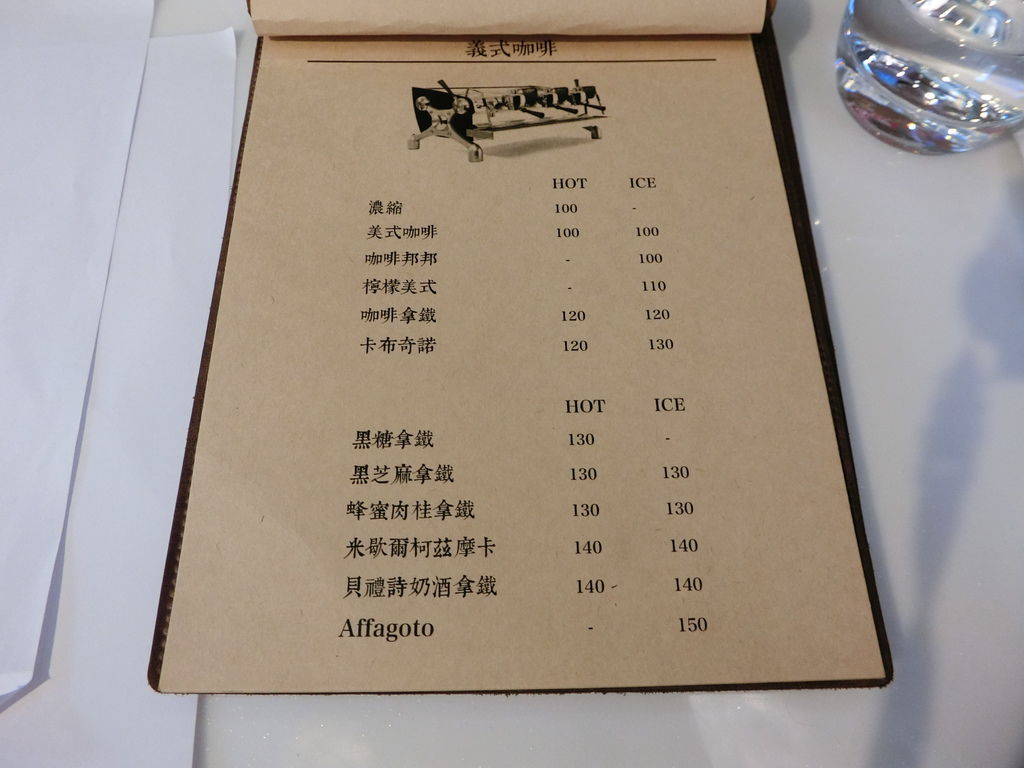 義式咖啡
HOT ICE
濃縮 100 -
美式咖啡 100 100
咖啡邦邦 - 100
檸檬美式 - 110
咖啡拿鐵 120 120
卡布奇諾 120 130
HOT ICE
黑糖拿鐵 130 -
黑芝麻拿鐵 130 130
蜂蜜肉桂拿鐵 130 130
米歇爾柯茲摩卡 140 140
貝禮詩奶酒拿鐵 140 140
Affagoto - 150